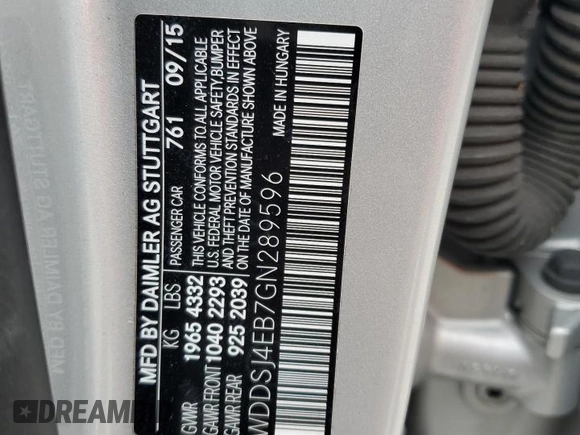 MFD BY DAIMLER AG STUTTGART
KG LBS PASSENGER CAR 761 09/15
GVWR 1965 4332 THIS VEHICLE CONFORMS TO ALL APPLICABLE
GAWR FRONT 1040 2293 U.S. FEDERAL MOTOR VEHICLE SAFETY, BUMPER
GAWR REAR 925 2039 AND THEFT PREVENTION STANDARDS IN EFFECT
ON THE DATE OF MANUFACTURE SHOWN ABOVE
WDDSJ4EB7GN289596 MADE IN HUNGARY
DREAMBID